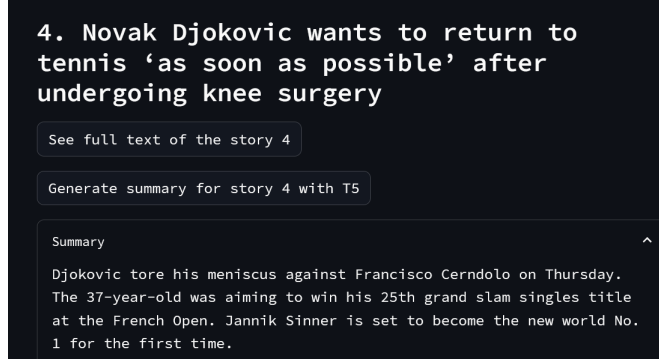 4. Novak Djokovic wants to return to
tennis ‘as soon as possible’ after
undergoing knee surgery
See full text of the story 4
Generate summary for story 4 with T5
Summary
Djokovic tore his meniscus against Francisco Cerndolo on Thursday.
The 37-year-old was aiming to win his 25th grand slam singles title
at the French Open. Jannik Sinner is set to become the new world No.
1 for the first time.